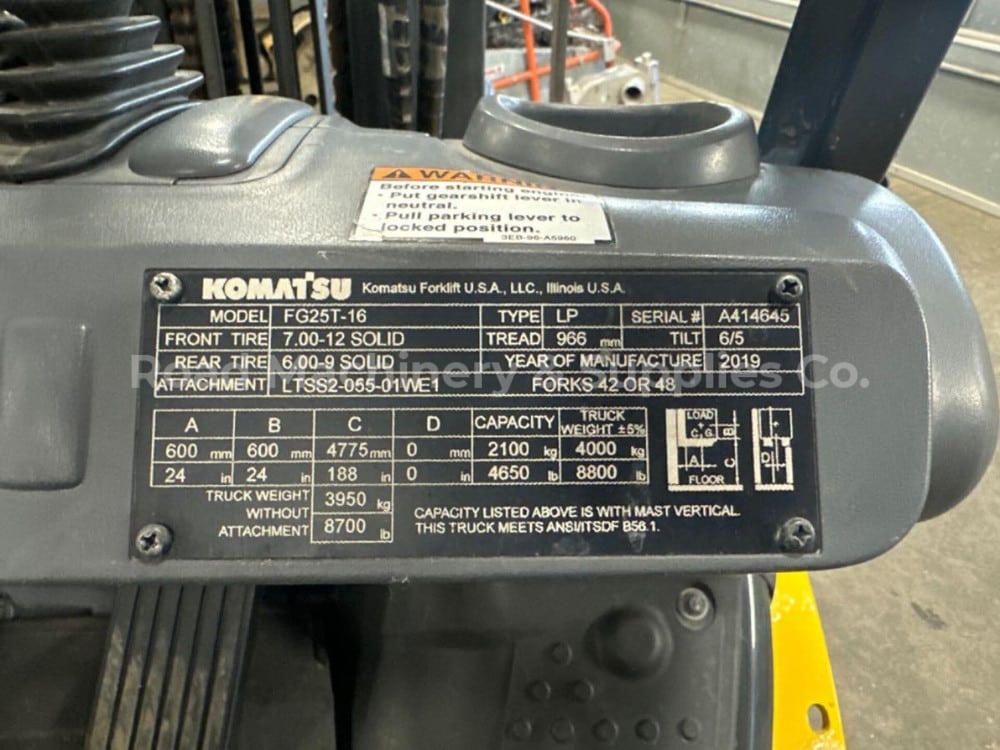 WARNING
Before starting engine
• Put gearshift lever in
neutral.
• Pull parking lever to
locked position.
3EB-96-A5960
KOMATSU Komatsu Forklift U.S.A., LLC., Illinois U.S.A.
MODEL FG25T-16 TYPE LP SERIAL # A414645
FRONT TIRE 7.00-12 SOLID TREAD 966 mm TILT 6/5
REAR TIRE 6.00-9 SOLID YEAR OF MANUFACTURE 2019
Road Machinery & Supplies Co.
ATTACHMENT LTSS2-055-01WE1 FORKS 42 OR 48
A B C D CAPACITY TRUCK WEIGHT ±5%
600 mm 600 mm 4775 mm 0 mm 2100 kg 4000 kg
24 in 24 in 188 in 0 in 4650 lb 8800 lb
TRUCK WEIGHT
WITHOUT
ATTACHMENT
3950 kg
8700 lb
LOAD
C.G. B
A C D
FLOOR
CAPACITY LISTED ABOVE IS WITH MAST VERTICAL.
THIS TRUCK MEETS ANSI/ITSDF B56.1.